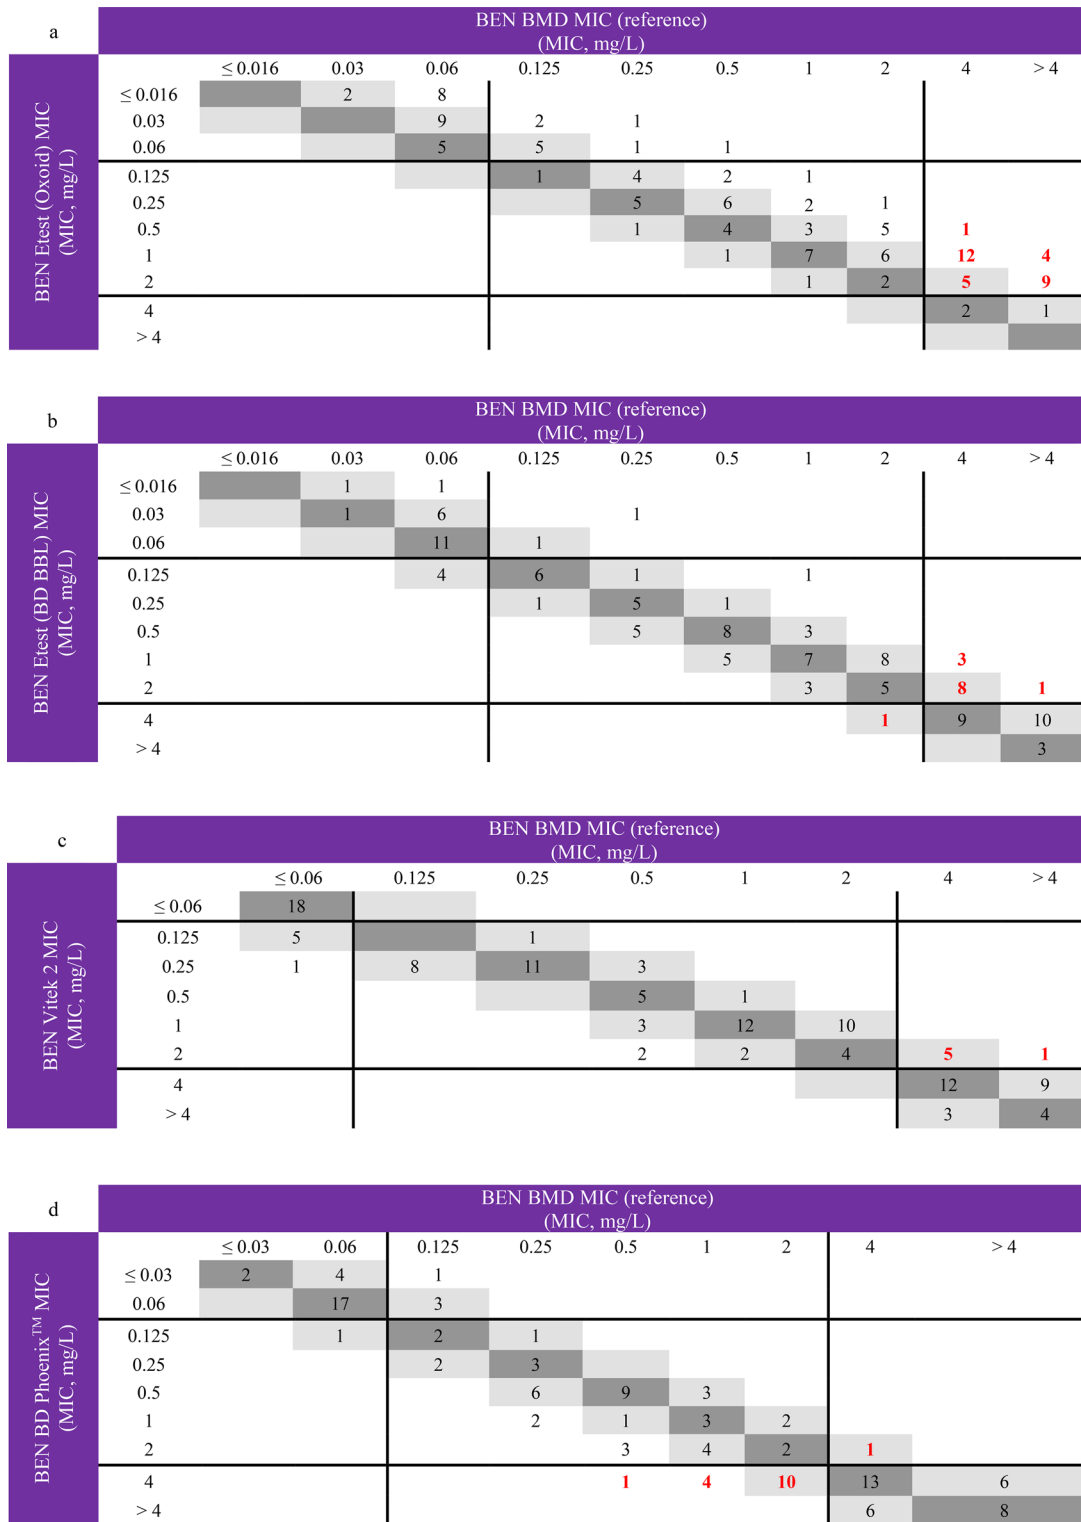 a
BEN BMD MIC (reference)
(MIC, mg/L)
BEN Etest (Oxoid) MIC
(MIC, mg/L)
≤ 0.016 0.03 0.06 0.125 0.25 0.5 1 2 4 > 4
≤ 0.016 2 8
0.03 9 2 1
0.06 5 5 1 1
0.125 1 4 2 1
0.25 5 6 2 1
0.5 1 4 3 5 1
1 1 7 6 12 4
2 1 2 5 9
4 2 1
> 4
b
BEN BMD MIC (reference)
(MIC, mg/L)
BEN Etest (BD BBL) MIC
(MIC, mg/L)
≤ 0.016 0.03 0.06 0.125 0.25 0.5 1 2 4 > 4
≤ 0.016 1 1
0.03 1 6 1
0.06 11 1
0.125 4 6 1 1
0.25 1 5 1
0.5 5 8 3
1 5 7 8 3
2 3 5 8 1
4 1 9 10
> 4 3
c
BEN BMD MIC (reference)
(MIC, mg/L)
BEN Vitek 2 MIC
(MIC, mg/L)
≤ 0.06 0.125 0.25 0.5 1 2 4 > 4
≤ 0.06 18
0.125 5 1
0.25 1 8 11 3
0.5 5 1
1 3 12 10
2 2 2 4 5 1
4 12 9
> 4 3 4
d
BEN BMD MIC (reference)
(MIC, mg/L)
BEN BD Phoenix™ MIC
(MIC, mg/L)
≤ 0.03 0.06 0.125 0.25 0.5 1 2 4 > 4
≤ 0.03 2 4 1
0.06 17 3
0.125 1 2 1
0.25 2 3
0.5 6 9 3
1 2 1 3 2
2 3 4 2 1
4 1 4 10 13 6
> 4 6 8